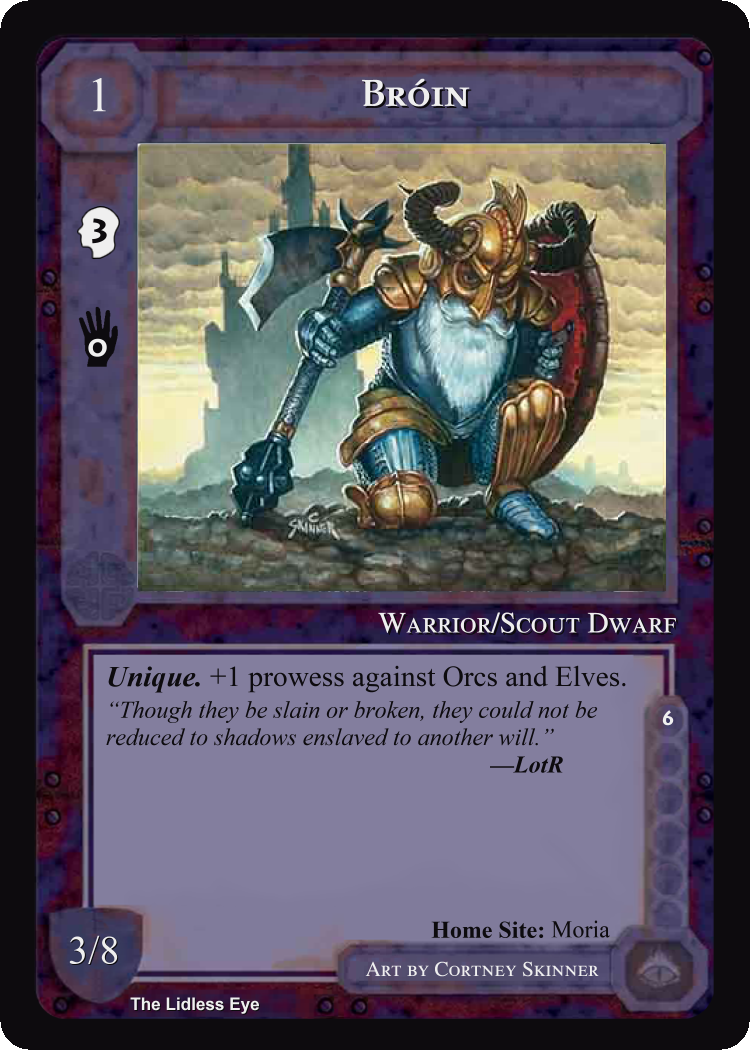 1
BRÓIN
3
0
SKINNER
WARRIOR/SCOUT DWARF
Unique. +1 prowess against Orcs and Elves.
“Though they be slain or broken, they could not be
reduced to shadows enslaved to another will.”
—LotR
6
Home Site: Moria
3/8
ART BY CORTNEY SKINNER
The Lidless Eye